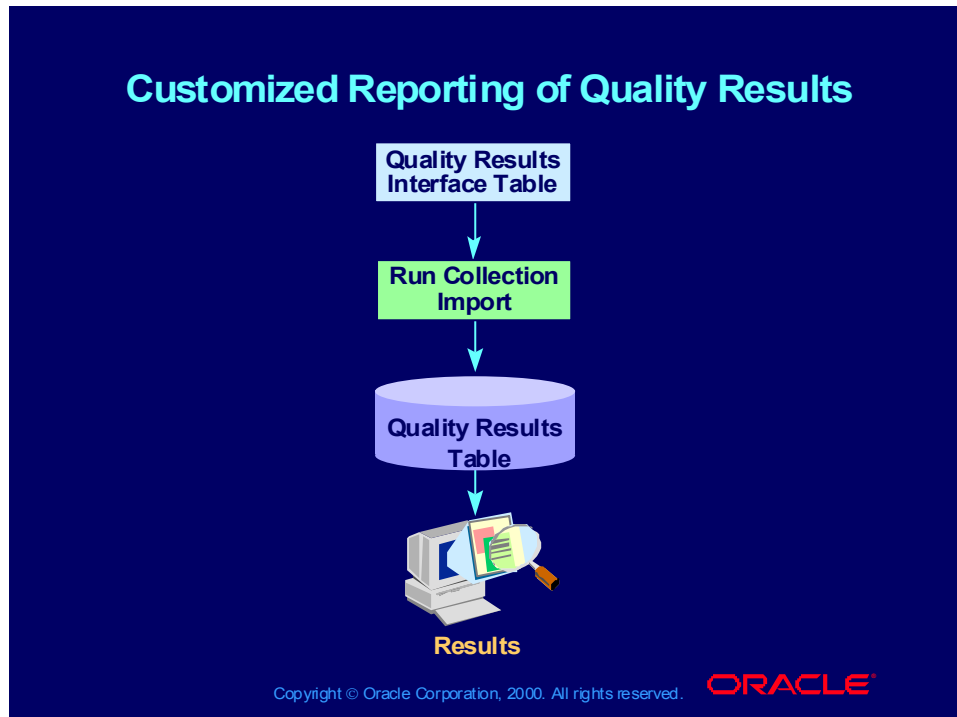 Customized Reporting of Quality Results
Quality Results
Interface Table
Run Collection
Import
Quality Results
Table
Results
Copyright © Oracle Corporation, 2000. All rights reserved.
ORACLE®